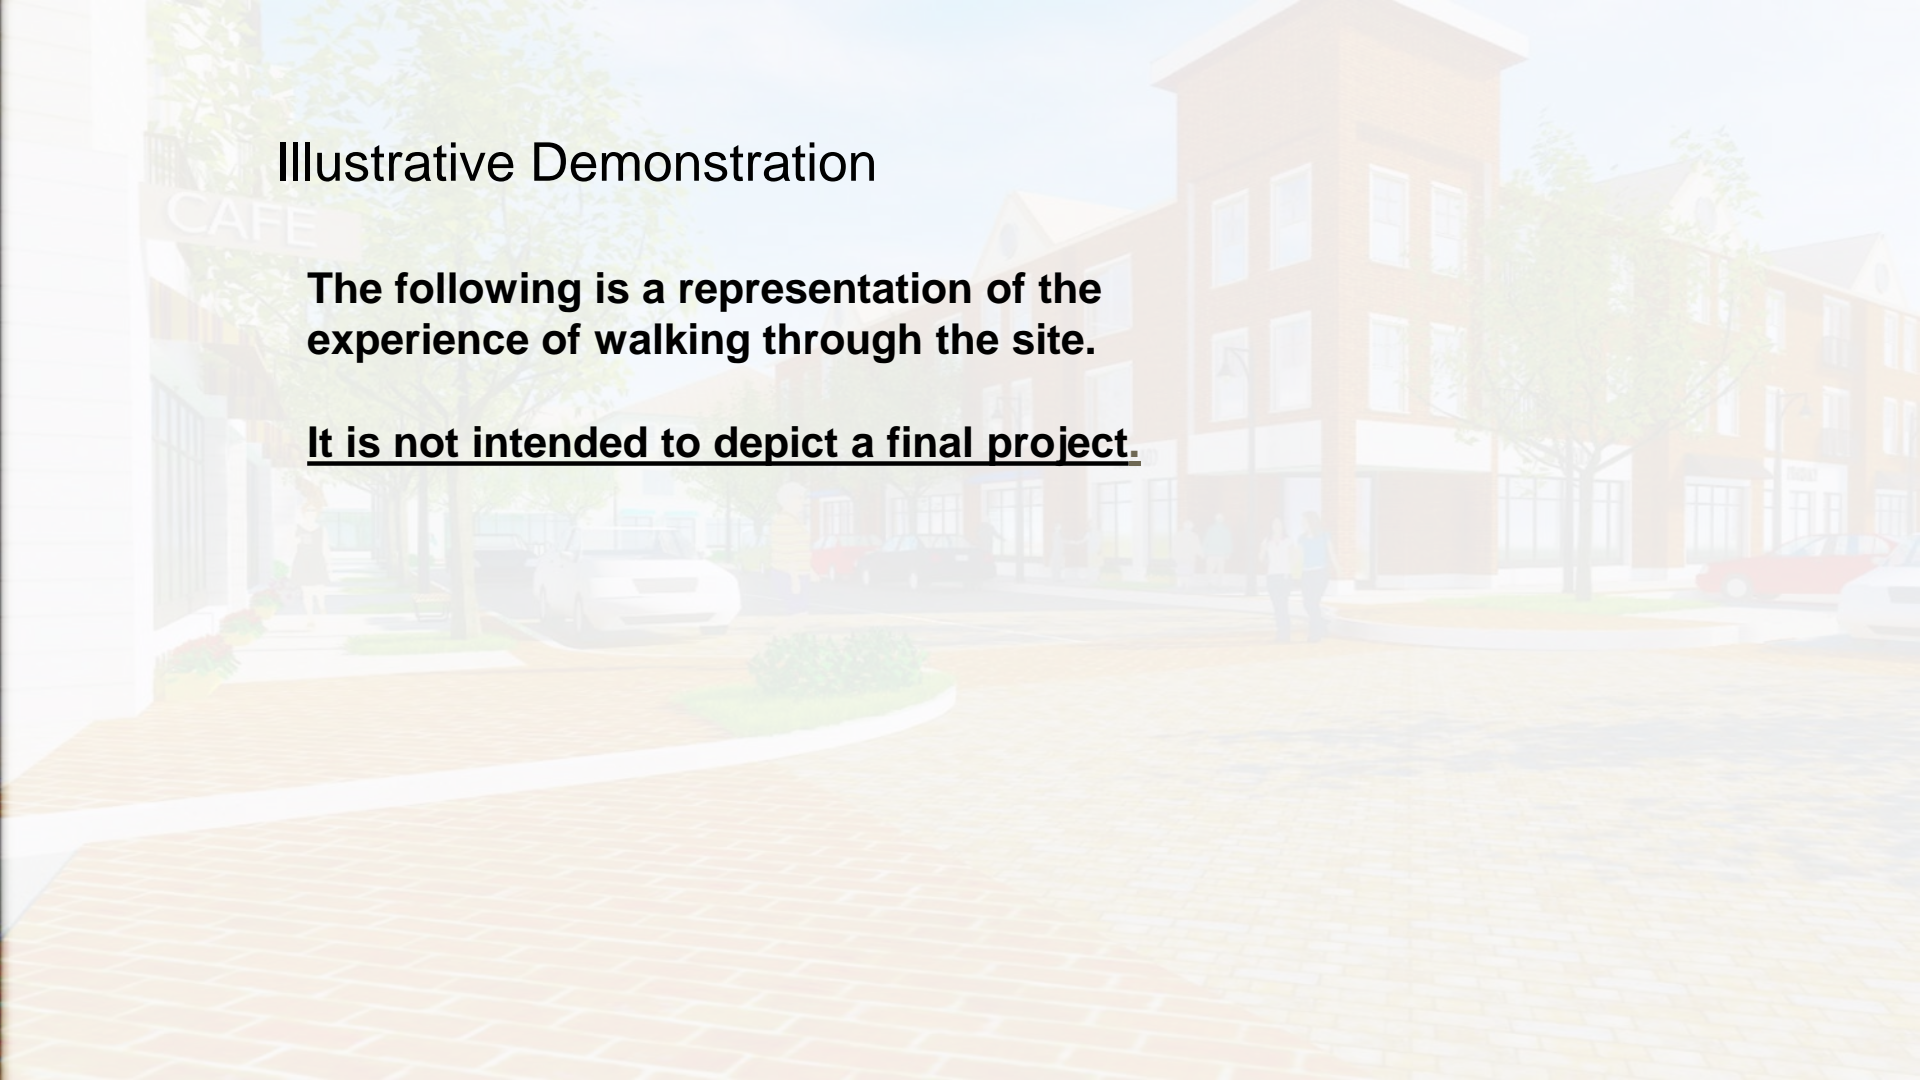 Illustrative Demonstration
CAFE
The following is a representation of the
experience of walking through the site.
It is not intended to depict a final project.